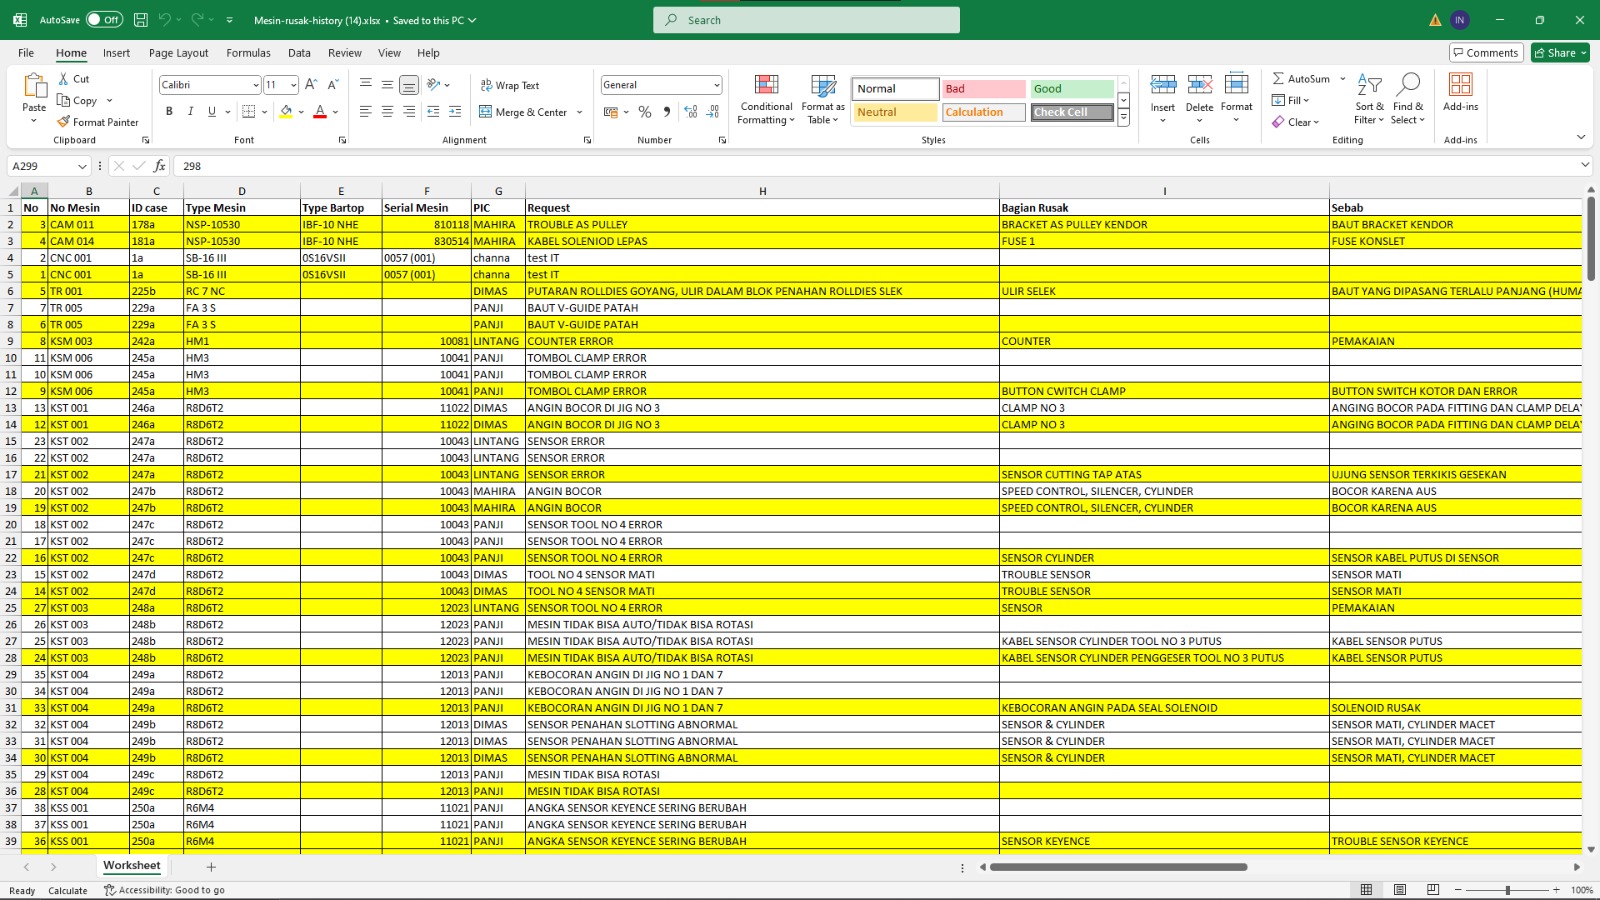 AutoSave Off Mesin-rusak-history (14).xlsx • Saved to this PC Search IN
File Home Insert Page Layout Formulas Data Review View Help Comments Share
Paste Cut Copy Format Painter Clipboard
Calibri 11 B I U Font
Wrap Text Merge & Center Alignment
General % Number
Conditional Formatting Format as Table Normal Bad Good Neutral Calculation Check Cell Styles
Insert Delete Format Cells
AutoSum Fill Clear Sort & Filter Find & Select Editing
Add-ins Add-ins
A299 fx 298
A B C D E F G H I
1 No No Mesin ID case Type Mesin Type Bartop Serial Mesin PIC Request Bagian Rusak Sebab
2 3 CAM 011 178a NSP-10530 IBF-10 NHE 810118 MAHIRA TROUBLE AS PULLEY BRACKET AS PULLEY KENDOR BAUT BRACKET KENDOR
3 4 CAM 014 181a NSP-10530 IBF-10 NHE 830514 MAHIRA KABEL SOLENIOD LEPAS FUSE 1 FUSE KONSLET
4 2 CNC 001 1a SB-16 III 0S16VSII 0057 (001) channa test IT
5 1 CNC 001 1a SB-16 III 0S16VSII 0057 (001) channa test IT
6 5 TR 001 225b RC 7 NC DIMAS PUTARAN ROLLDIES GOYANG, ULIR DALAM BLOK PENAHAN ROLLDIES SLEK ULIR SELEK BAUT YANG DIPASANG TERLALU PANJANG (HUMA
7 7 TR 005 229a FA 3 S PANJI BAUT V-GUIDE PATAH
8 6 TR 005 229a FA 3 S PANJI BAUT V-GUIDE PATAH
9 8 KSM 003 242a HM1 10081 LINTANG COUNTER ERROR COUNTER PEMAKAIAN
10 11 KSM 006 245a HM3 10041 PANJI TOMBOL CLAMP ERROR
11 10 KSM 006 245a HM3 10041 PANJI TOMBOL CLAMP ERROR
12 9 KSM 006 245a HM3 10041 PANJI TOMBOL CLAMP ERROR BUTTON CWITCH CLAMP BUTTON SWITCH KOTOR DAN ERROR
13 13 KST 001 246a R8D6T2 11022 DIMAS ANGIN BOCOR DI JIG NO 3 CLAMP NO 3 ANGING BOCOR PADA FITTING DAN CLAMP DELA
14 12 KST 001 246a R8D6T2 11022 DIMAS ANGIN BOCOR DI JIG NO 3 CLAMP NO 3 ANGING BOCOR PADA FITTING DAN CLAMP DELA
15 23 KST 002 247a R8D6T2 10043 LINTANG SENSOR ERROR
16 22 KST 002 247a R8D6T2 10043 LINTANG SENSOR ERROR
17 21 KST 002 247a R8D6T2 10043 LINTANG SENSOR ERROR SENSOR CUTTING TAP ATAS UJUNG SENSOR TERKIKIS GESEKAN
18 20 KST 002 247b R8D6T2 10043 MAHIRA ANGIN BOCOR SPEED CONTROL, SILENCER, CYLINDER BOCOR KARENA AUS
19 19 KST 002 247b R8D6T2 10043 MAHIRA ANGIN BOCOR SPEED CONTROL, SILENCER, CYLINDER BOCOR KARENA AUS
20 18 KST 002 247c R8D6T2 10043 PANJI SENSOR TOOL NO 4 ERROR
21 17 KST 002 247c R8D6T2 10043 PANJI SENSOR TOOL NO 4 ERROR
22 16 KST 002 247c R8D6T2 10043 PANJI SENSOR TOOL NO 4 ERROR SENSOR CYLINDER SENSOR KABEL PUTUS DI SENSOR
23 15 KST 002 247d R8D6T2 10043 DIMAS TOOL NO 4 SENSOR MATI TROUBLE SENSOR SENSOR MATI
24 14 KST 002 247d R8D6T2 10043 DIMAS TOOL NO 4 SENSOR MATI TROUBLE SENSOR SENSOR MATI
25 27 KST 003 248a R8D6T2 12023 LINTANG SENSOR TOOL NO 4 ERROR SENSOR PEMAKAIAN
26 26 KST 003 248b R8D6T2 12023 PANJI MESIN TIDAK BISA AUTO/TIDAK BISA ROTASI
27 25 KST 003 248b R8D6T2 12023 PANJI MESIN TIDAK BISA AUTO/TIDAK BISA ROTASI KABEL SENSOR CYLINDER TOOL NO 3 PUTUS KABEL SENSOR PUTUS
28 24 KST 003 248b R8D6T2 12023 PANJI MESIN TIDAK BISA AUTO/TIDAK BISA ROTASI KABEL SENSOR CYLINDER PENGGESER TOOL NO 3 PUTUS KABEL SENSOR PUTUS
29 35 KST 004 249a R8D6T2 12013 PANJI KEBOCORAN ANGIN DI JIG NO 1 DAN 7
30 34 KST 004 249a R8D6T2 12013 PANJI KEBOCORAN ANGIN DI JIG NO 1 DAN 7
31 33 KST 004 249a R8D6T2 12013 PANJI KEBOCORAN ANGIN DI JIG NO 1 DAN 7 KEBOCORAN ANGIN PADA SEAL SOLENOID SOLENOID RUSAK
32 32 KST 004 249b R8D6T2 12013 DIMAS SENSOR PENAHAN SLOTTING ABNORMAL SENSOR & CYLINDER SENSOR MATI, CYLINDER MACET
33 31 KST 004 249b R8D6T2 12013 DIMAS SENSOR PENAHAN SLOTTING ABNORMAL SENSOR & CYLINDER SENSOR MATI, CYLINDER MACET
34 30 KST 004 249b R8D6T2 12013 DIMAS SENSOR PENAHAN SLOTTING ABNORMAL SENSOR & CYLINDER SENSOR MATI, CYLINDER MACET
35 29 KST 004 249c R8D6T2 12013 PANJI MESIN TIDAK BISA ROTASI
36 28 KST 004 249c R8D6T2 12013 PANJI MESIN TIDAK BISA ROTASI
37 38 KSS 001 250a R6M4 11021 PANJI ANGKA SENSOR KEYENCE SERING BERUBAH
38 37 KSS 001 250a R6M4 11021 PANJI ANGKA SENSOR KEYENCE SERING BERUBAH
39 36 KSS 001 250a R6M4 11021 PANJI ANGKA SENSOR KEYENCE SERING BERUBAH SENSOR KEYENCE TROUBLE SENSOR KEYENCE
Worksheet
Ready Calculate Accessibility: Good to go 100%